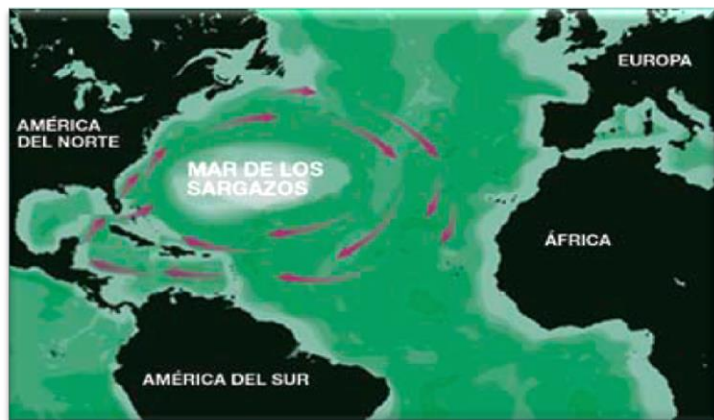 EUROPA
AMÉRICA
DEL NORTE
MAR DE LOS
SARGAZOS
ÁFRICA
AMÉRICA DEL SUR